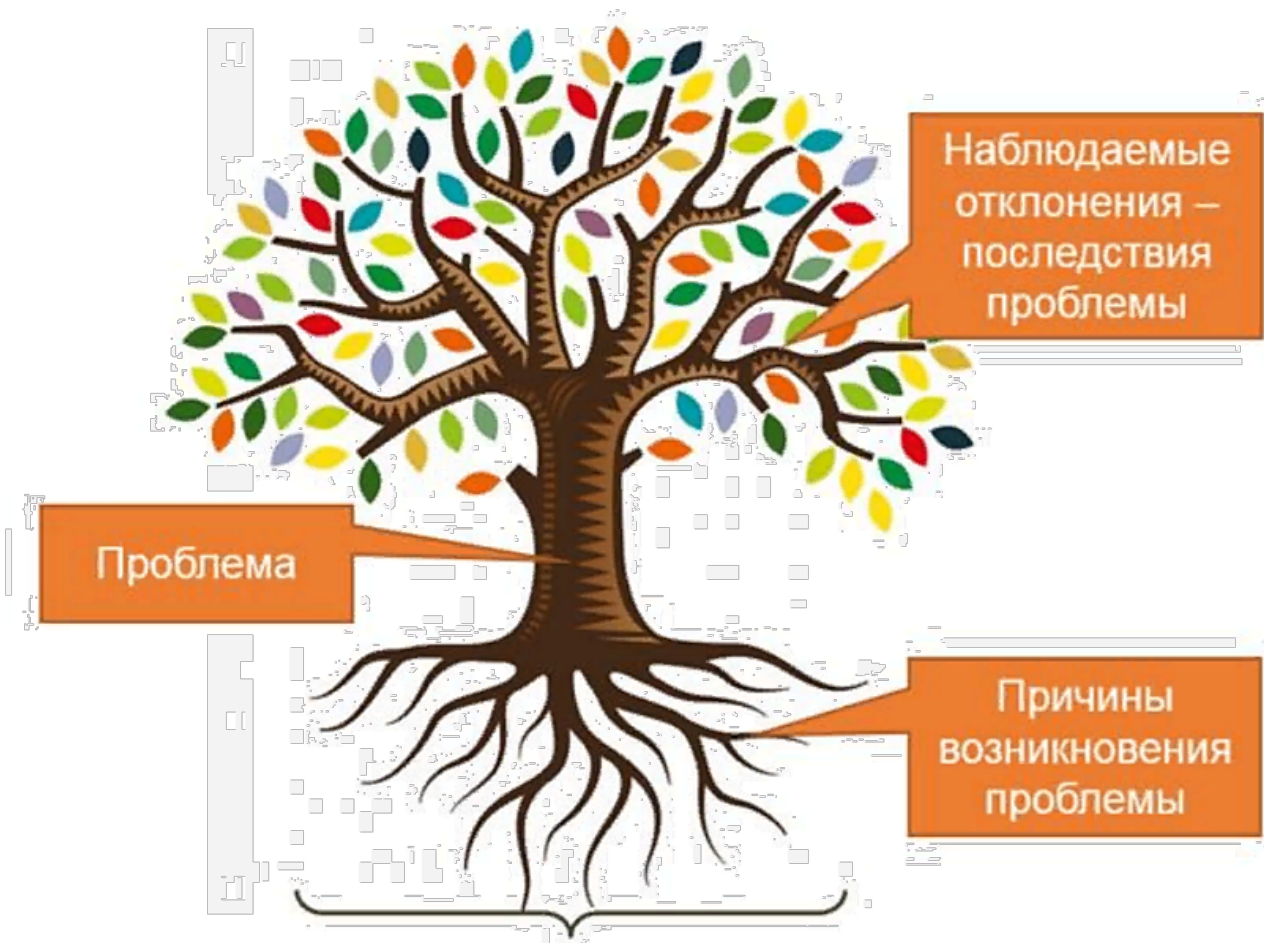 Наблюдаемые
отклонения –
последствия
проблемы
Проблема
Причины
возникновения
проблемы